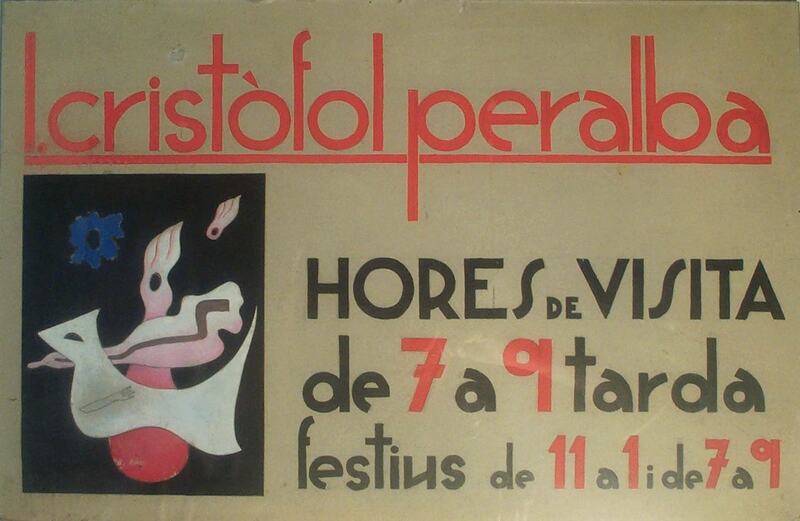 l.cristòfol peralba
HORES DE VISITA
de 7 a 9 tarda
festius de 11 a 1 i de 7 a 9